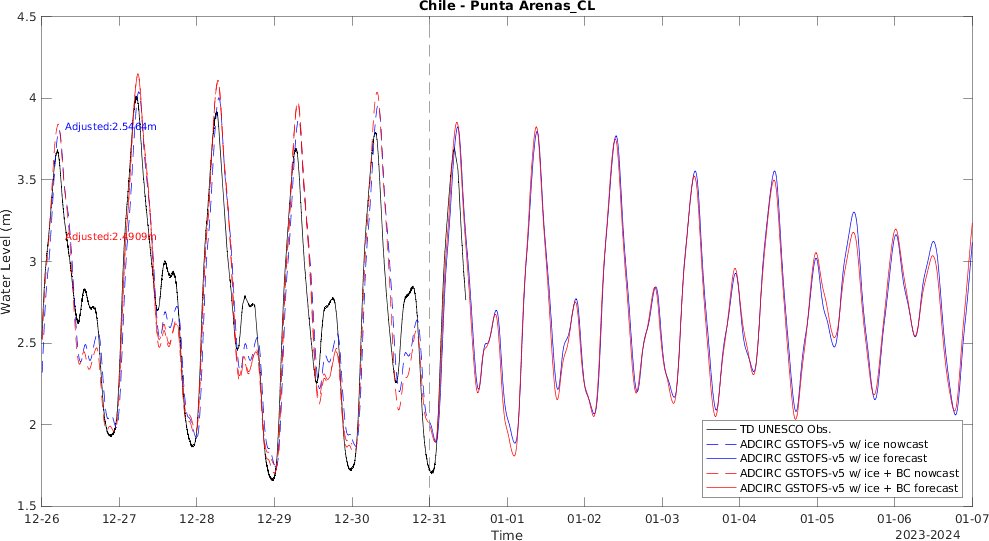 Chile - Punta Arenas_CL
4.5
4
3.5
3
2.5
2
1.5
Water Level (m)
Adjusted:2.5464m
Adjusted:2.4909m
TD UNESCO Obs.
ADCIRC GSTOFS-v5 w/ ice nowcast
ADCIRC GSTOFS-v5 w/ ice forecast
ADCIRC GSTOFS-v5 w/ ice + BC nowcast
ADCIRC GSTOFS-v5 w/ ice + BC forecast
12-26 12-27 12-28 12-29 12-30 12-31 01-01 01-02 01-03 01-04 01-05 01-06 01-07
Time
2023-2024